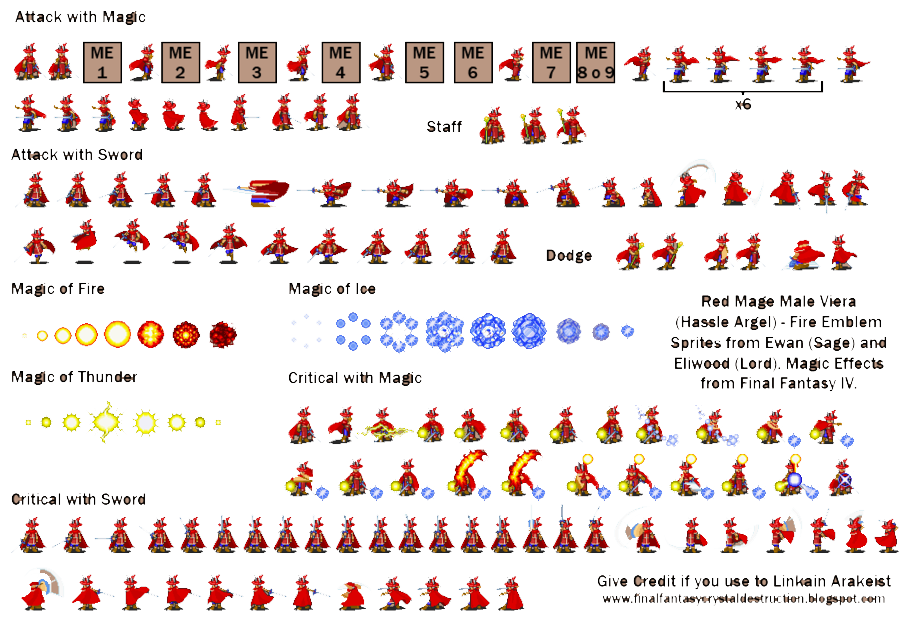 Attack with Magic
ME 1
ME 2
ME 3
ME 4
ME 5
ME 6
ME 7
ME 8 o 9
x6
Staff
Attack with Sword
Dodge
Magic of Fire
Magic of Ice
Red Mage Male Viera
(Hassle Argel) - Fire Emblem
Sprites from Ewan (Sage) and
Eliwood (Lord). Magic Effects
from Final Fantasy IV.
Magic of Thunder
Critical with Magic
Critical with Sword
Give Credit if you use to Linkain Arakeist
www.finalfantasycrystaldestruction.blogspot.com